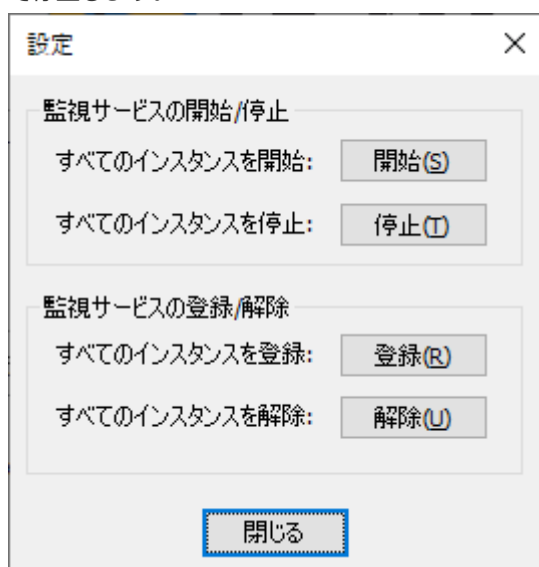 設定
監視サービスの開始/停止
すべてのインスタンスを開始: 開始(S)
すべてのインスタンスを停止: 停止(T)
監視サービスの登録/解除
すべてのインスタンスを登録: 登録(R)
すべてのインスタンスを解除: 解除(U)
閉じる